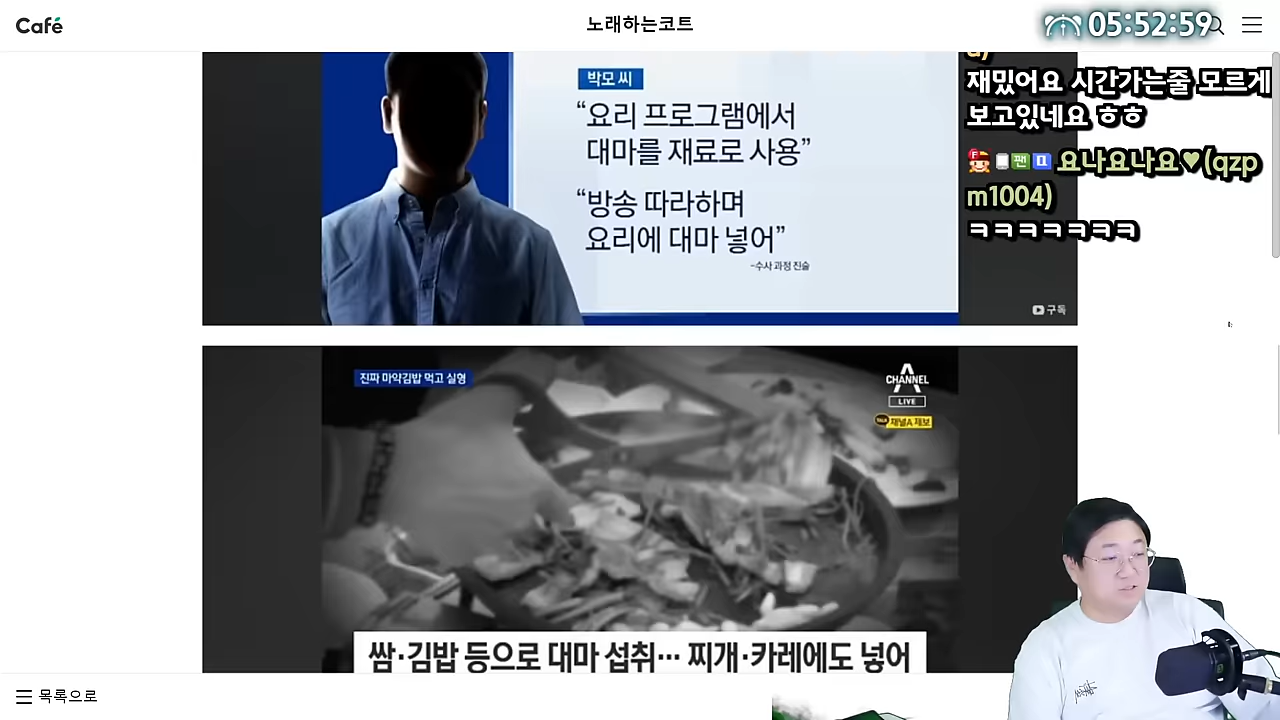 Café
노래하는코트
05:52:59
박모 씨
“요리 프로그램에서
대마를 재료로 사용”
“방송 따라하며
요리에 대마 넣어”
-수사 과정 진술
구독
재밌어요 시간가는줄 모르게
보고있네요 ㅎㅎ
짼 요나요나요♥(qzp
m1004)
ㅋㅋㅋㅋㅋㅋㅋ
진짜 마약김밥 먹고 실형
CHANNEL A
LIVE
채널A 제보
쌈·김밥 등으로 대마 섭취… 찌개·카레에도 넣어
목록으로